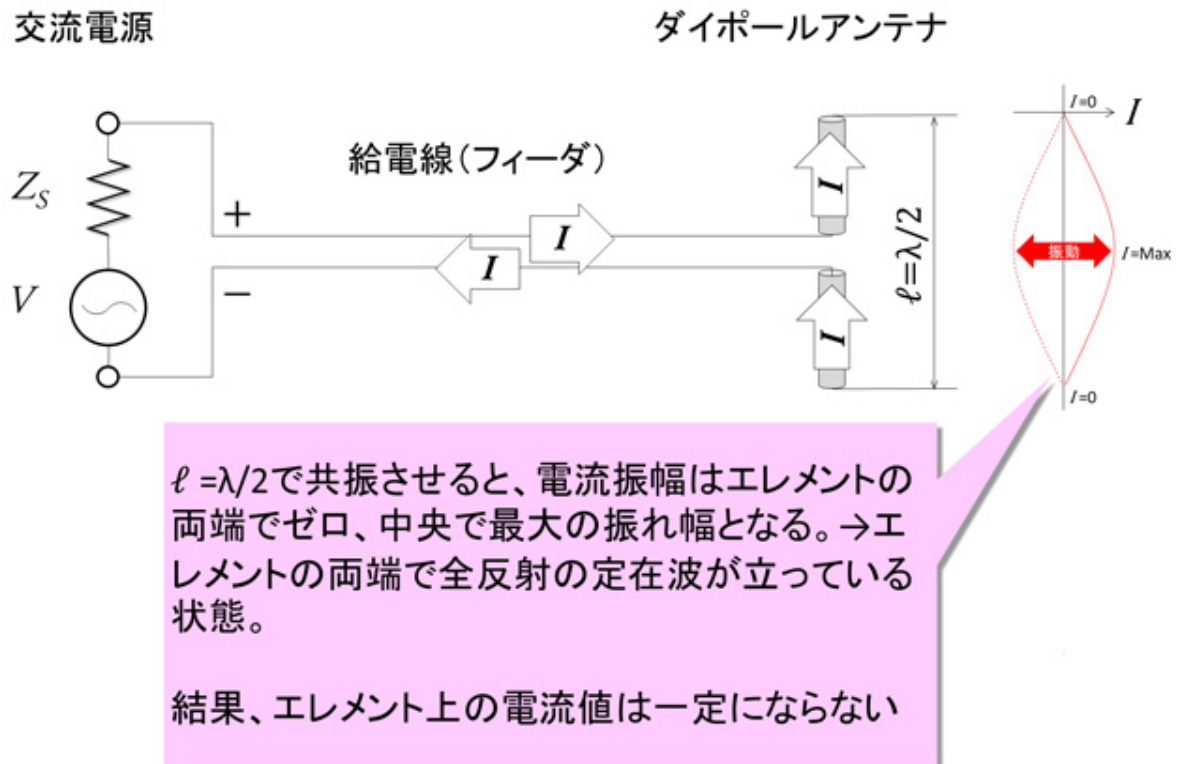 交流電源
ダイポールアンテナ
I=0
I
給電線(フィーダ)
Z_S
I
+
I
ℓ=λ/2
振動
I=Max
I
V
−
I
I=0
ℓ =λ/2で共振させると、電流振幅はエレメントの
両端でゼロ、中央で最大の振れ幅となる。→エ
レメントの両端で全反射の定在波が立っている
状態。
結果、エレメント上の電流値は一定にならない